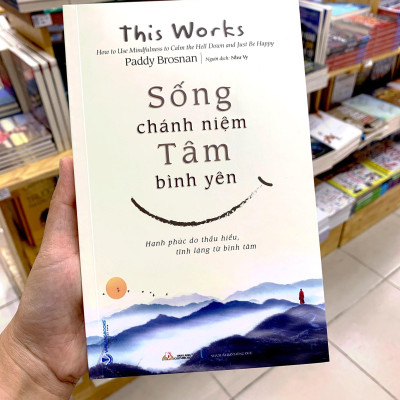 This Works
How to Use Mindfulness to Calm the Hell Down and Just Be Happy
Paddy Brosnan | Người dịch: Như Vy
Sống
chánh niệm
Tâm
bình yên
Hạnh phúc do thấu hiểu,
tĩnh lặng từ bình tâm